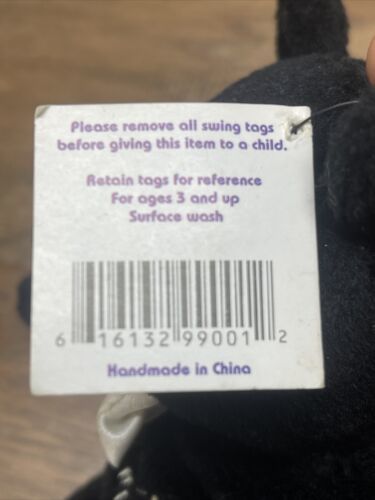 Please remove all swing tags
before giving this item to a child.
Retain tags for reference
For ages 3 and up
Surface wash
6 16132 99001 2
Handmade in China